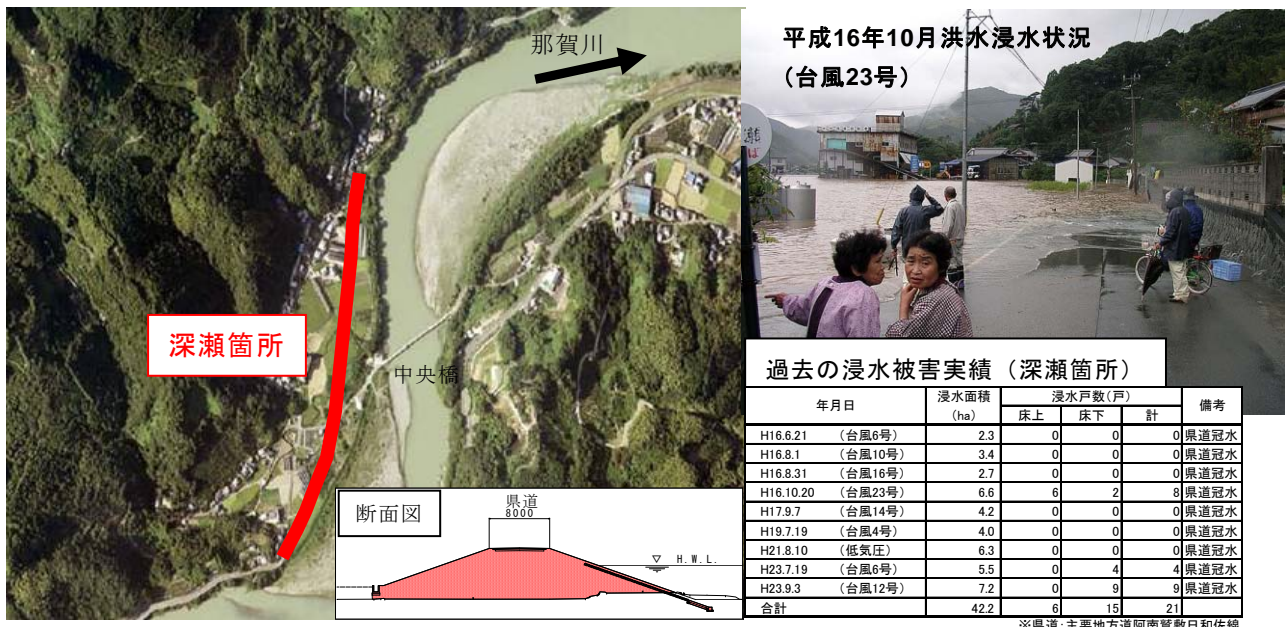 那賀川
深瀬箇所
中央橋
断面図
県道
8000
H.W.L.
平成16年10月洪水浸水状況
（台風23号）
過去の浸水被害実績（深瀬箇所）
年月日 浸水面積(ha) 浸水戸数(戸) 備考
床上 床下 計
H16.6.21 （台風6号） 2.3 0 0 0 県道冠水
H16.8.1 （台風10号） 3.4 0 0 0 県道冠水
H16.8.31 （台風16号） 2.7 0 0 0 県道冠水
H16.10.20 （台風23号） 6.6 6 2 8 県道冠水
H17.9.7 （台風14号） 4.2 0 0 0 県道冠水
H19.7.19 （台風4号） 4.0 0 0 0 県道冠水
H21.8.10 （低気圧） 6.3 0 0 0 県道冠水
H23.7.19 （台風6号） 5.5 0 4 4 県道冠水
H23.9.3 （台風12号） 7.2 0 9 9 県道冠水
合計 42.2 6 15 21
※県道：主要地方道阿南鷲敷日和佐線